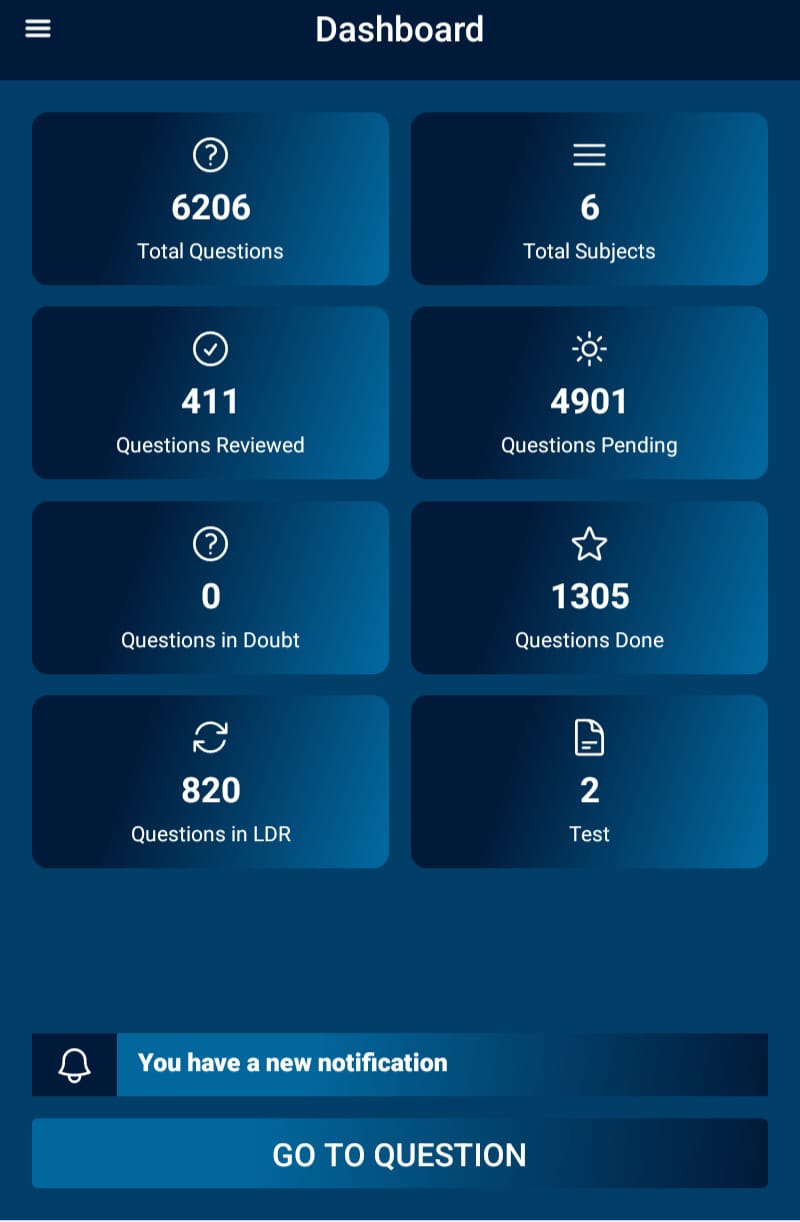 Dashboard
6206
Total Questions
6
Total Subjects
411
Questions Reviewed
4901
Questions Pending
0
Questions in Doubt
1305
Questions Done
820
Questions in LDR
2
Test
You have a new notification
GO TO QUESTION